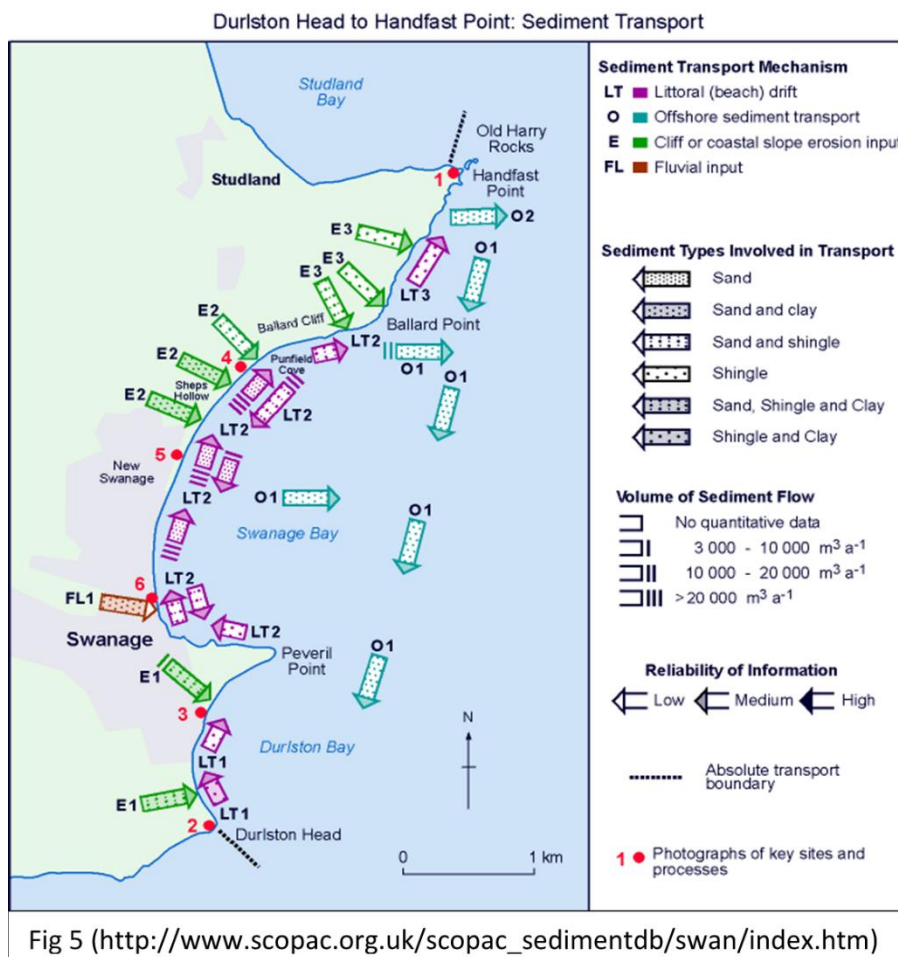 Durlston Head to Handfast Point: Sediment Transport
Studland
Bay
Old Harry
Rocks
Studland
1
Handfast
Point
O2
E3
O1
E3
E3
LT3
E2
Ballard Cliff
Ballard Point
LT2
O1
4
Punfield
Cove
E2
Sheps
Hollow
O1
LT2
E2
LT2
5
New
Swanage
LT2
O1
Swanage Bay
O1
6
LT2
FL1
LT2
Swanage
Peveril
Point
O1
E1
3
N
Durlston Bay
LT1
E1
LT1
2
Durlston Head
0
1 km
Sediment Transport Mechanism
LT Littoral (beach) drift
O Offshore sediment transport
E Cliff or coastal slope erosion input
FL Fluvial input
Sediment Types Involved in Transport
Sand
Sand and clay
Sand and shingle
Shingle
Sand, Shingle and Clay
Shingle and Clay
Volume of Sediment Flow
No quantitative data
3 000 - 10 000 m³ a⁻¹
10 000 - 20 000 m³ a⁻¹
>20 000 m³ a⁻¹
Reliability of Information
Low Medium High
Absolute transport
boundary
1 Photographs of key sites and
processes
Fig 5 (http://www.scopac.org.uk/scopac_sedimentdb/swan/index.htm)